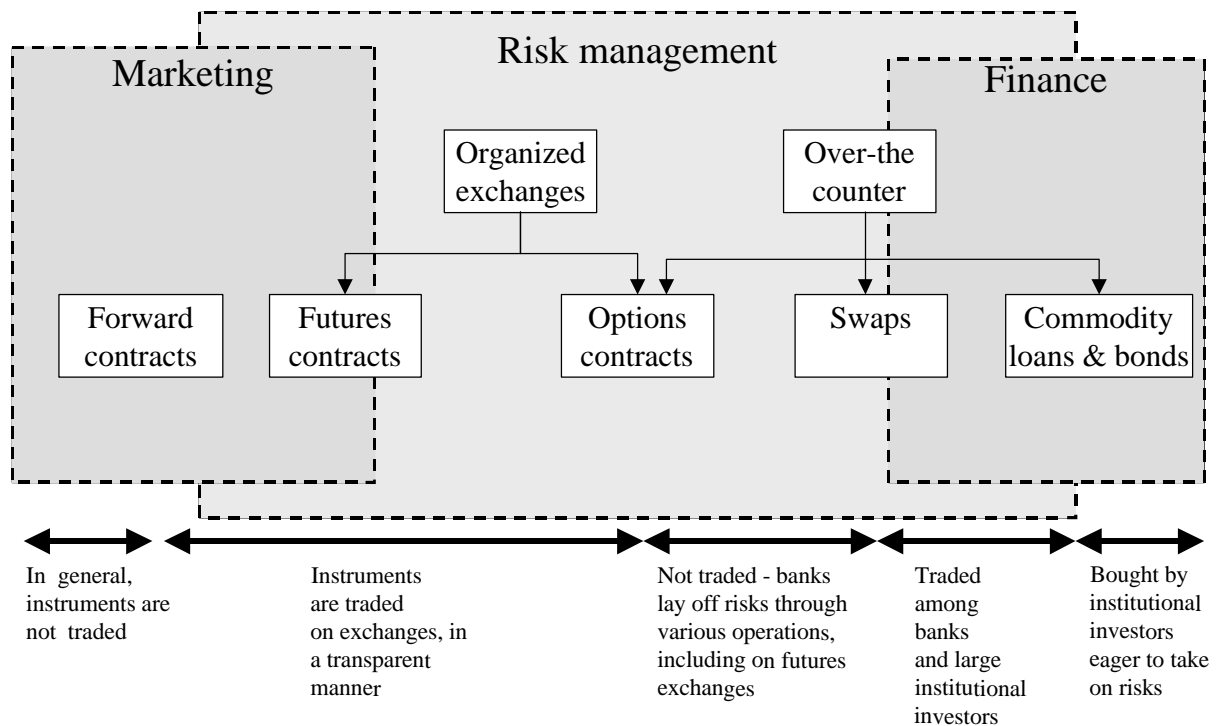 Risk management
Marketing
Finance
Organized
exchanges
Over-the
counter
Forward
contracts
Futures
contracts
Options
contracts
Swaps
Commodity
loans & bonds
In general,
instruments are
not traded
Instruments
are traded
on exchanges, in
a transparent
manner
Not traded - banks
lay off risks through
various operations,
including on futures
exchanges
Traded
among
banks
and large
institutional
investors
Bought by
institutional
investors
eager to take
on risks